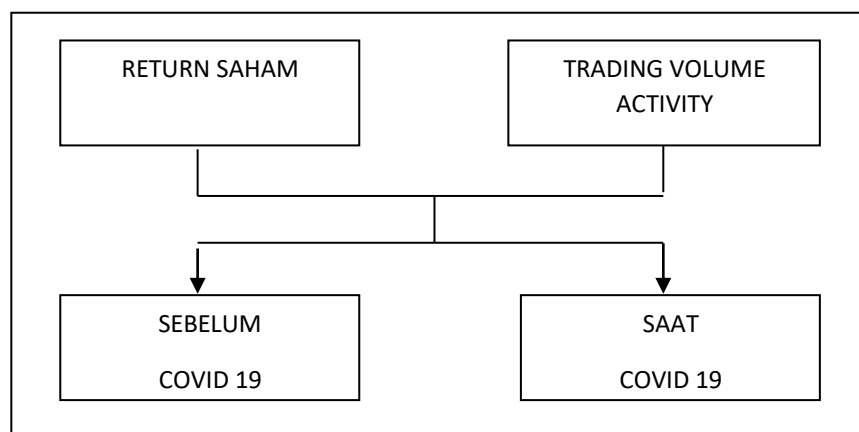 RETURN SAHAM
TRADING VOLUME
ACTIVITY
SEBELUM
COVID 19
SAAT
COVID 19